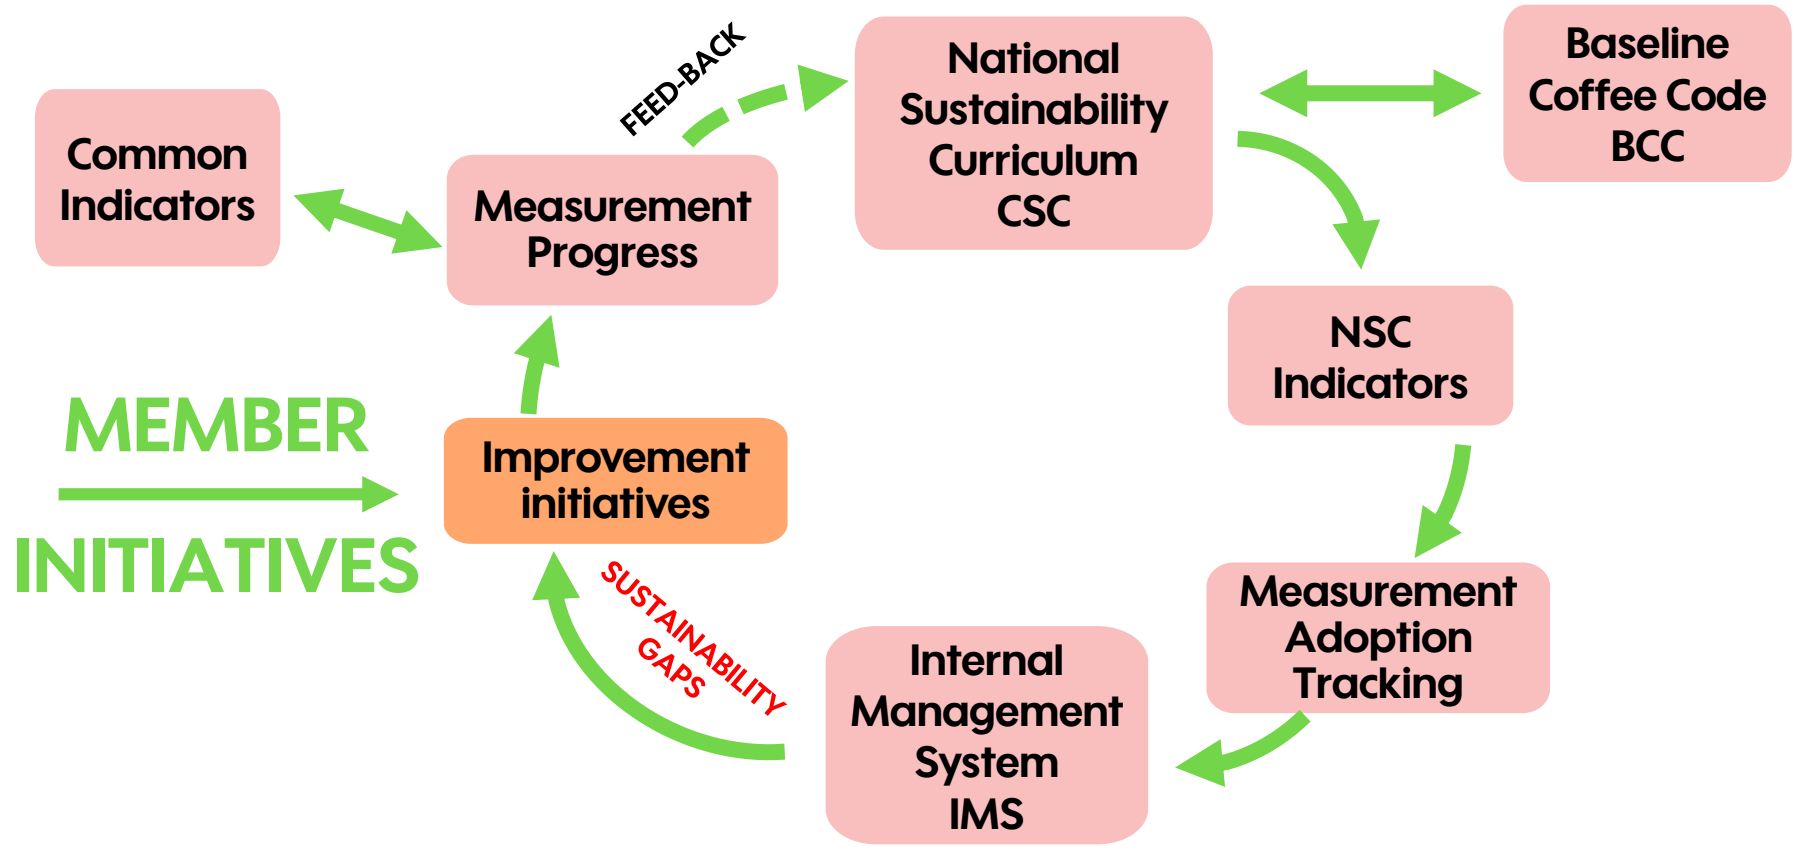 FEED-BACK
National
Sustainability
Curriculum
CSC
Baseline
Coffee Code
BCC
Common
Indicators
Measurement
Progress
NSC
Indicators
MEMBER
INITIATIVES
Improvement
initiatives
SUSTAINABILITY
GAPS
Measurement
Adoption
Tracking
Internal
Management
System
IMS